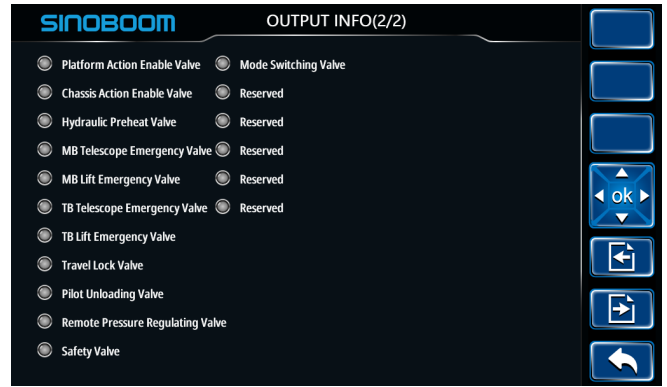 SINOBOOM
OUTPUT INFO(2/2)
Platform Action Enable Valve
Mode Switching Valve
Chassis Action Enable Valve
Reserved
Hydraulic Preheat Valve
Reserved
MB Telescope Emergency Valve
Reserved
MB Lift Emergency Valve
Reserved
TB Telescope Emergency Valve
Reserved
TB Lift Emergency Valve
Travel Lock Valve
Pilot Unloading Valve
Remote Pressure Regulating Valve
Safety Valve
ok